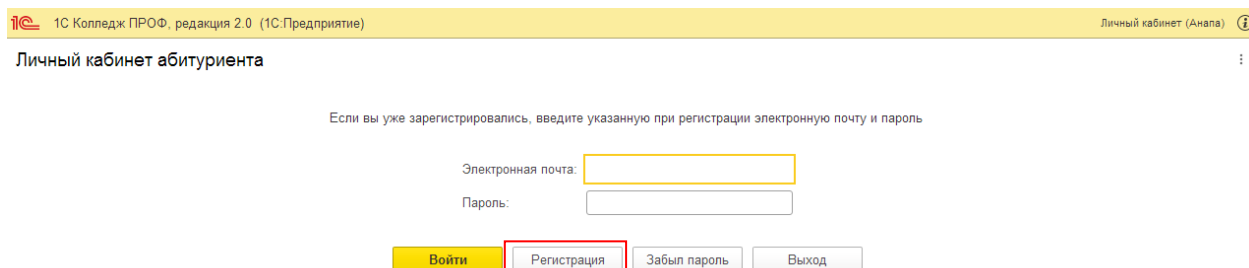 1С 1С Колледж ПРОФ, редакция 2.0 (1С:Предприятие) Личный кабинет (Анапа)
Личный кабинет абитуриента
Если вы уже зарегистрировались, введите указанную при регистрации электронную почту и пароль
Электронная почта:
Пароль:
Войти Регистрация Забыл пароль Выход